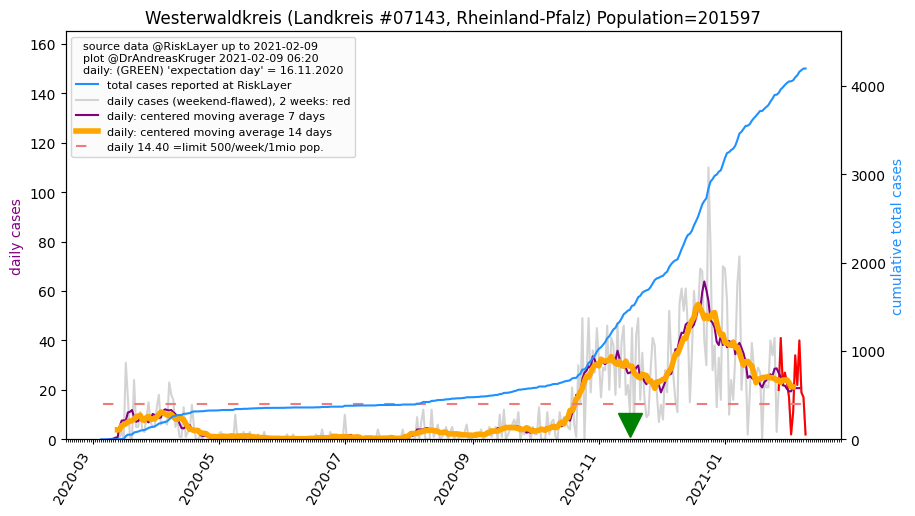 Westerwaldkreis (Landkreis #07143, Rheinland-Pfalz) Population=201597
source data @RiskLayer up to 2021-02-09
plot @DrAndreasKruger 2021-02-09 06:20
daily: (GREEN) 'expectation day' = 16.11.2020
total cases reported at RiskLayer
daily cases (weekend-flawed), 2 weeks: red
daily: centered moving average 7 days
daily: centered moving average 14 days
daily 14.40 =limit 500/week/1mio pop.
daily cases
160
140
120
100
80
60
40
20
0
cumulative total cases
4000
3000
2000
1000
0
2020-03
2020-05
2020-07
2020-09
2020-11
2021-01